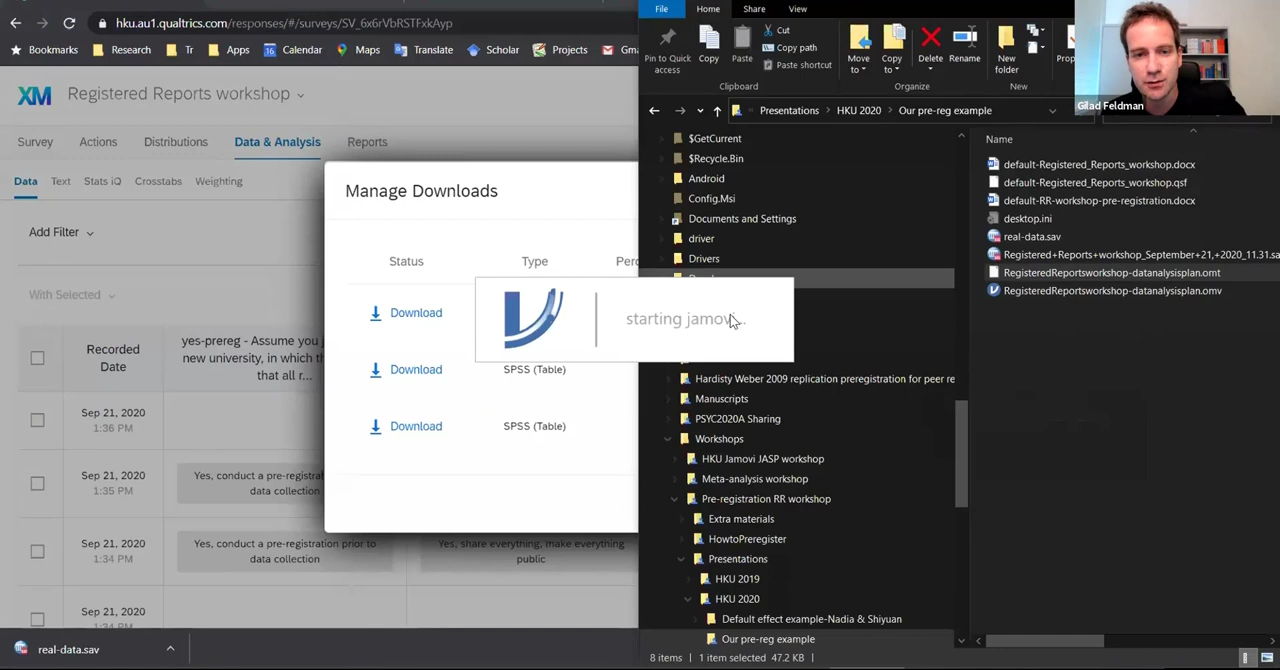 hku.au1.qualtrics.com/responses/#/surveys/SV_6x6rVbRSTFxkAyp
Bookmarks Research Tr Apps Calendar Maps Translate Scholar Projects
XM Registered Reports workshop
Survey Actions Distributions Data & Analysis Reports
Data Text Stats iQ Crosstabs Weighting
Add Filter
With Selected
Recorded Date
yes-prereg - Assume you j
new university, in which th
that all r...
Sep 21, 2020
1:36 PM
Sep 21, 2020
1:35 PM
Yes, conduct a pre-registra
data collection
Sep 21, 2020
1:34 PM
Yes, conduct a pre-registration prior to
data collection
Yes, share everything, make everything
public
Sep 21, 2020
1:34 PM
Manage Downloads
Status Type Perc
Download
Download SPSS (Table)
Download SPSS (Table)
starting jamovi...
real-data.sav
File Home Share View
Pin to Quick access
Copy
Paste
Cut
Copy path
Paste shortcut
Clipboard
Move to
Copy to
Delete
Rename
Organize
New folder
New
Gilad Feldman
Presentations HKU 2020 Our pre-reg example
$GetCurrent
$Recycle.Bin
Android
Config.Msi
Documents and Settings
driver
Drivers
Hardisty Weber 2009 replication preregistration for peer re
Manuscripts
PSYC2020A Sharing
Workshops
HKU Jamovi JASP workshop
Meta-analysis workshop
Pre-registration RR workshop
Extra materials
HowtoPreregister
Presentations
HKU 2019
HKU 2020
Default effect example-Nadia & Shiyuan
Our pre-reg example
Name
default-Registered_Reports_workshop.docx
default-Registered_Reports_workshop.qsf
default-RR-workshop-pre-registration.docx
desktop.ini
real-data.sav
Registered+Reports+workshop_September+21,+2020_11.31.sa
RegisteredReportsworkshop-datanalysisplan.omt
RegisteredReportsworkshop-datanalysisplan.omv
8 items 1 item selected 47.2 KB